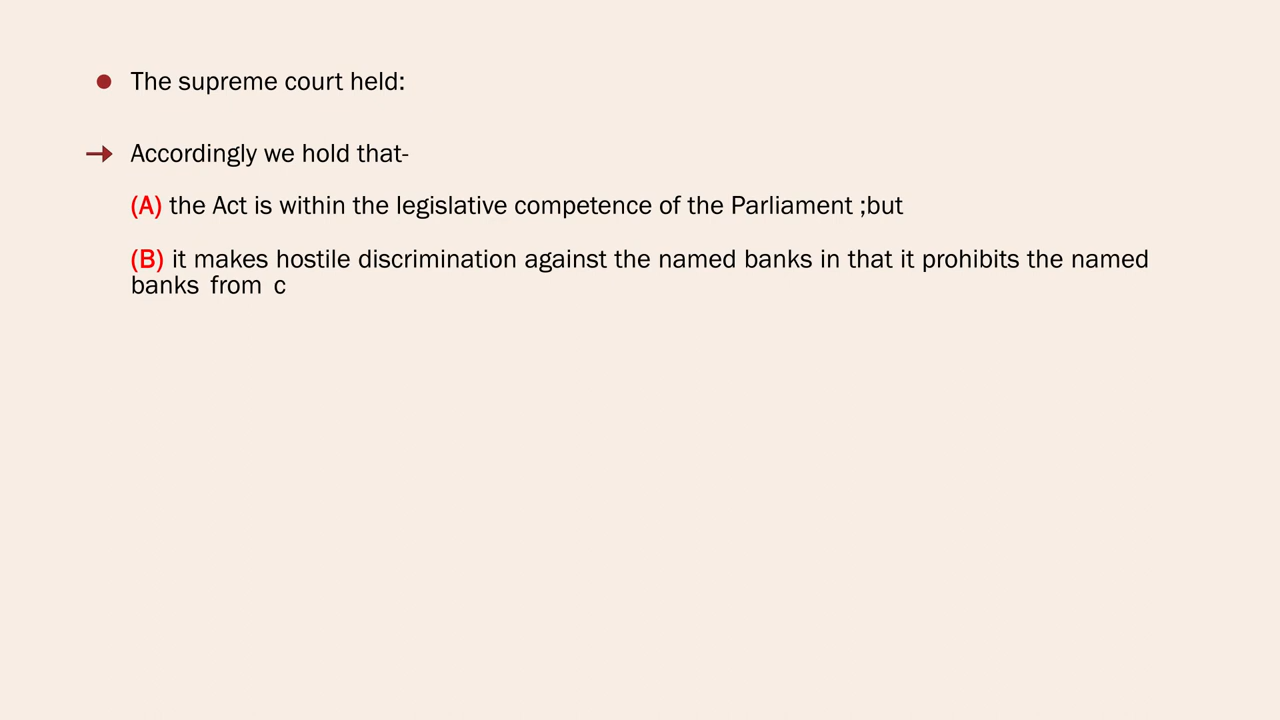 The supreme court held:
Accordingly we hold that-
(A) the Act is within the legislative competence of the Parliament ;but
(B) it makes hostile discrimination against the named banks in that it prohibits the named
banks from c